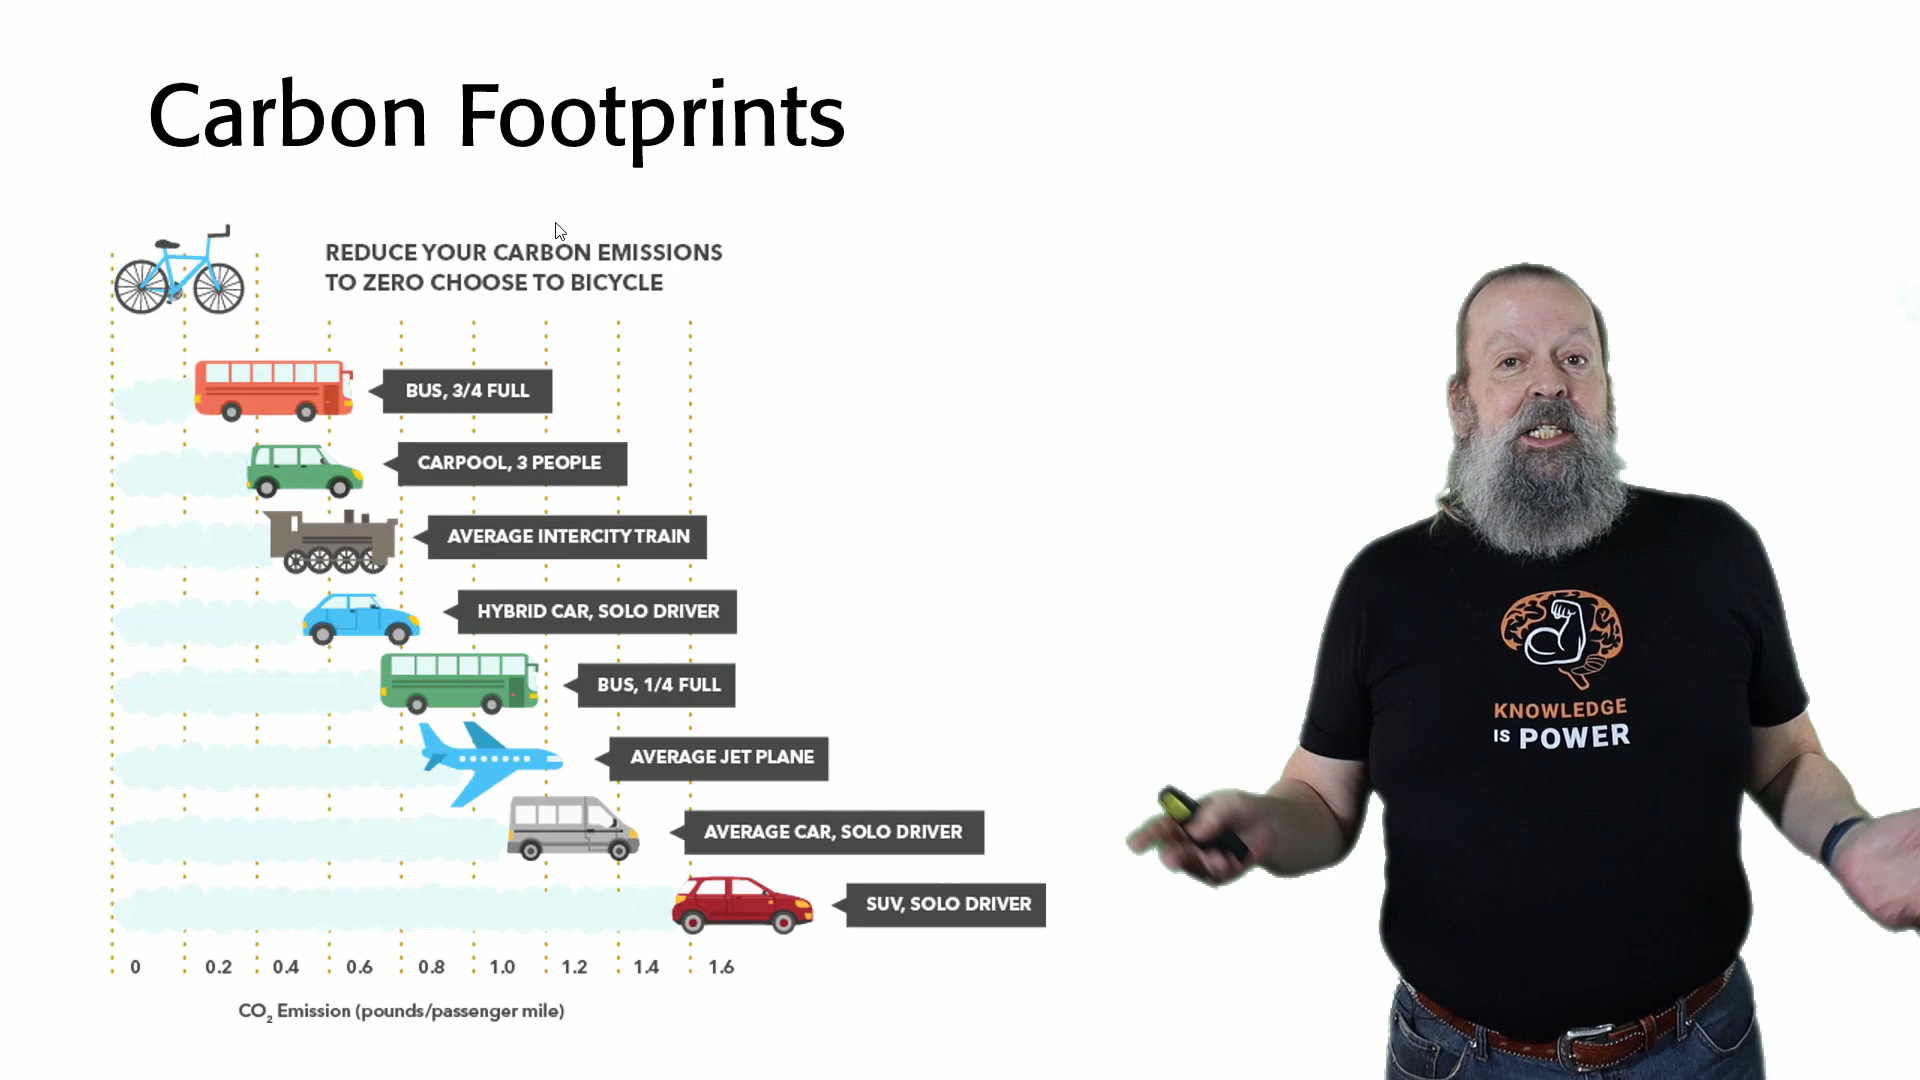 Carbon Footprints
REDUCE YOUR CARBON EMISSIONS
TO ZERO CHOOSE TO BICYCLE
BUS, 3/4 FULL
CARPOOL, 3 PEOPLE
AVERAGE INTERCITY TRAIN
HYBRID CAR, SOLO DRIVER
BUS, 1/4 FULL
AVERAGE JET PLANE
AVERAGE CAR, SOLO DRIVER
SUV, SOLO DRIVER
0 0.2 0.4 0.6 0.8 1.0 1.2 1.4 1.6
CO₂ Emission (pounds/passenger mile)
KNOWLEDGE
IS POWER